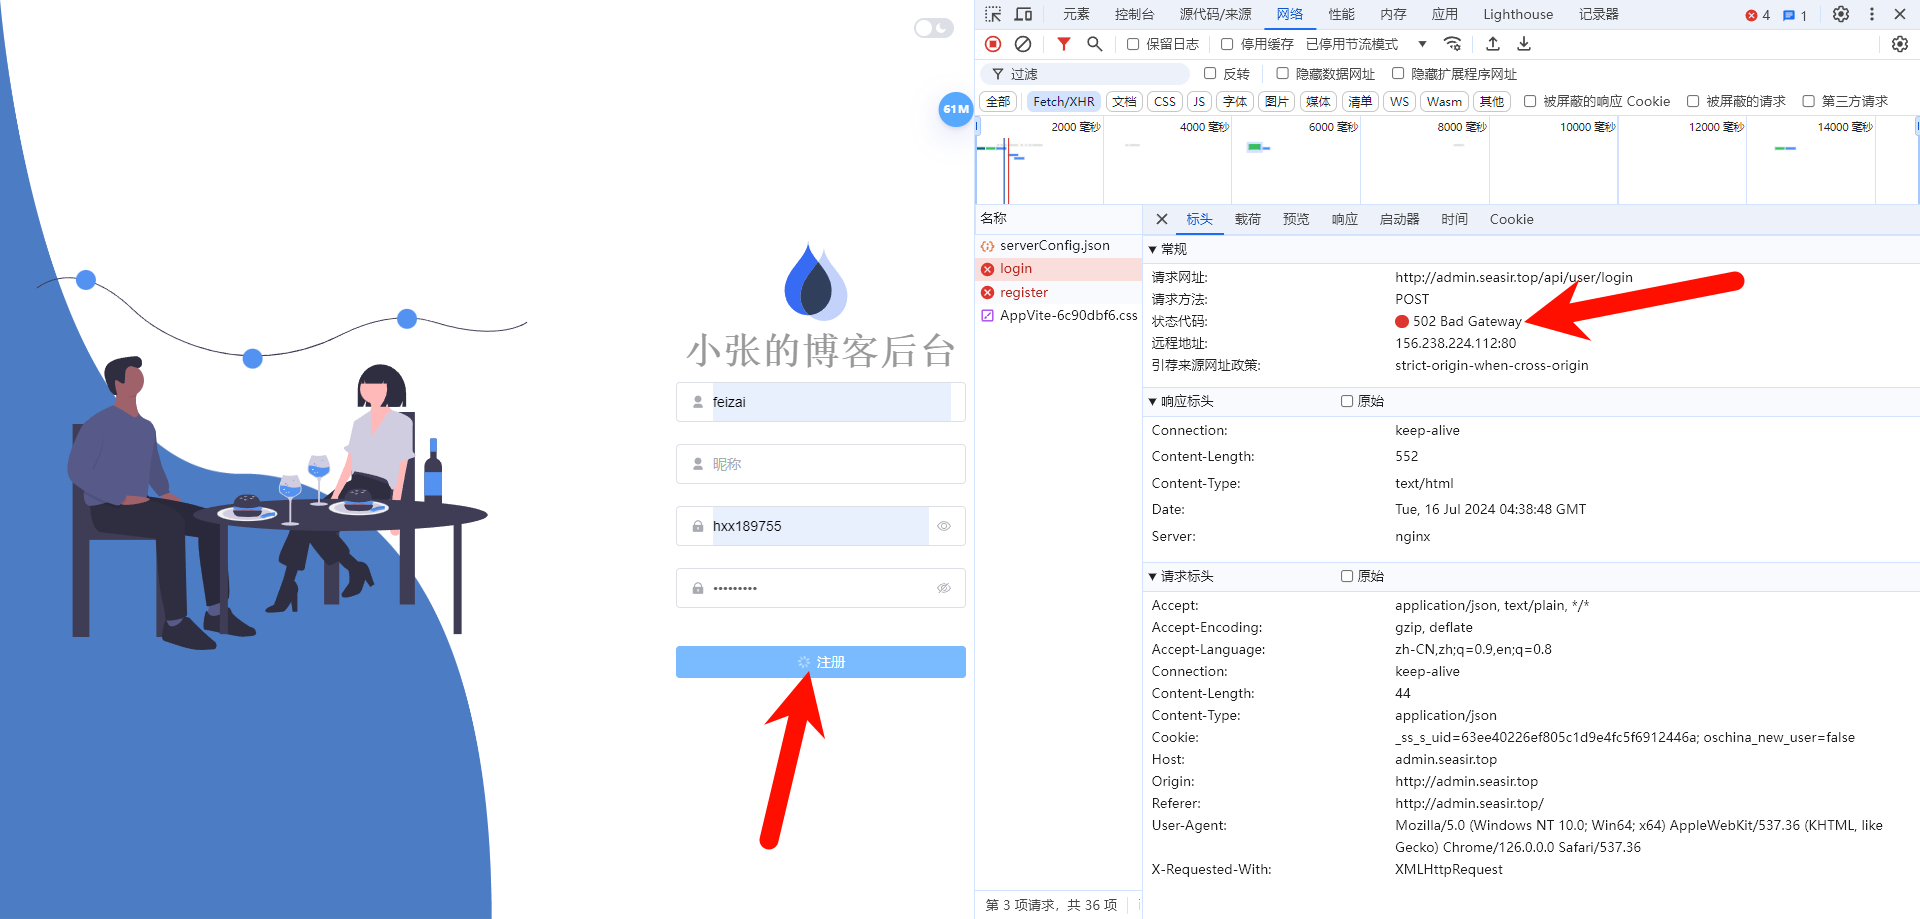 61M
小张的博客后台
feizai
昵称
hxx189755
•••••••••
注册
元素 控制台 源代码/来源 网络 性能 内存 应用 Lighthouse 记录器 4 1
保留日志 停用缓存 已停用节流模式
过滤 反转 隐藏数据网址 隐藏扩展程序网址
全部 Fetch/XHR 文档 CSS JS 字体 图片 媒体 清单 WS Wasm 其他 被屏蔽的响应 Cookie 被屏蔽的请求 第三方请求
2000 毫秒 4000 毫秒 6000 毫秒 8000 毫秒 10000 毫秒 12000 毫秒 14000 毫秒
名称
serverConfig.json
login
register
AppVite-6c90dbf6.css
第 3 项请求，共 36 项
标头 载荷 预览 响应 启动器 时间 Cookie
常规
请求网址: http://admin.seasir.top/api/user/login
请求方法: POST
状态代码: 502 Bad Gateway
远程地址: 156.238.224.112:80
引荐来源网址政策: strict-origin-when-cross-origin
响应标头 原始
Connection: keep-alive
Content-Length: 552
Content-Type: text/html
Date: Tue, 16 Jul 2024 04:38:48 GMT
Server: nginx
请求标头 原始
Accept: application/json, text/plain, */*
Accept-Encoding: gzip, deflate
Accept-Language: zh-CN,zh;q=0.9,en;q=0.8
Connection: keep-alive
Content-Length: 44
Content-Type: application/json
Cookie: _ss_s_uid=63ee40226ef805c1d9e4fc5f6912446a; oschina_new_user=false
Host: admin.seasir.top
Origin: http://admin.seasir.top
Referer: http://admin.seasir.top/
User-Agent: Mozilla/5.0 (Windows NT 10.0; Win64; x64) AppleWebKit/537.36 (KHTML, like
Gecko) Chrome/126.0.0.0 Safari/537.36
X-Requested-With: XMLHttpRequest